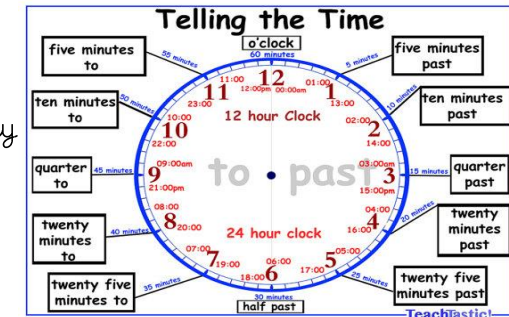 Telling the Time
o'clock
60 minutes
five minutes
to
55 minutes
5 minutes
five minutes
past
ten minutes
to
50 minutes
10 minutes
ten minutes
past
y
quarter
to
45 minutes
15 minutes
quarter
past
twenty
minutes
to
40 minutes
20 minutes
twenty
minutes
past
twenty five
minutes to
35 minutes
25 minutes
twenty five
minutes past
30 minutes
half past
12
12:00pm 00:00am
11:00
11
23:00
01:00
1
13:00
12 hour Clock
10:00
10
22:00
02:00
2
14:00
09:00am
9
21:00pm
to past
03:00
3
15:00pm
08:00
8
20:00
04:00
4
16:00
24 hour clock
07:00
7
19:00
06:00
6
18:00
05:00
5
17:00
TeachTastic!